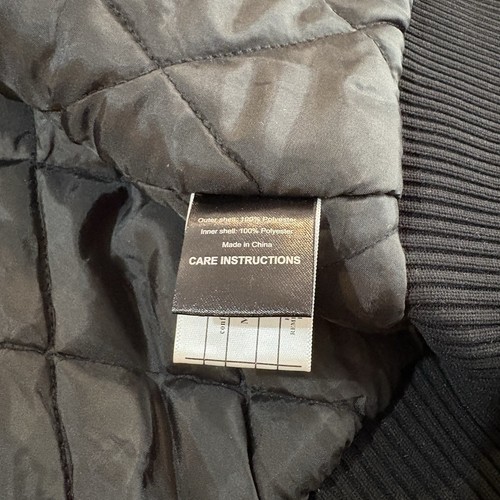 Outer shell: 100% Polyester
Inner shell: 100% Polyester
Made in China
CARE INSTRUCTIONS